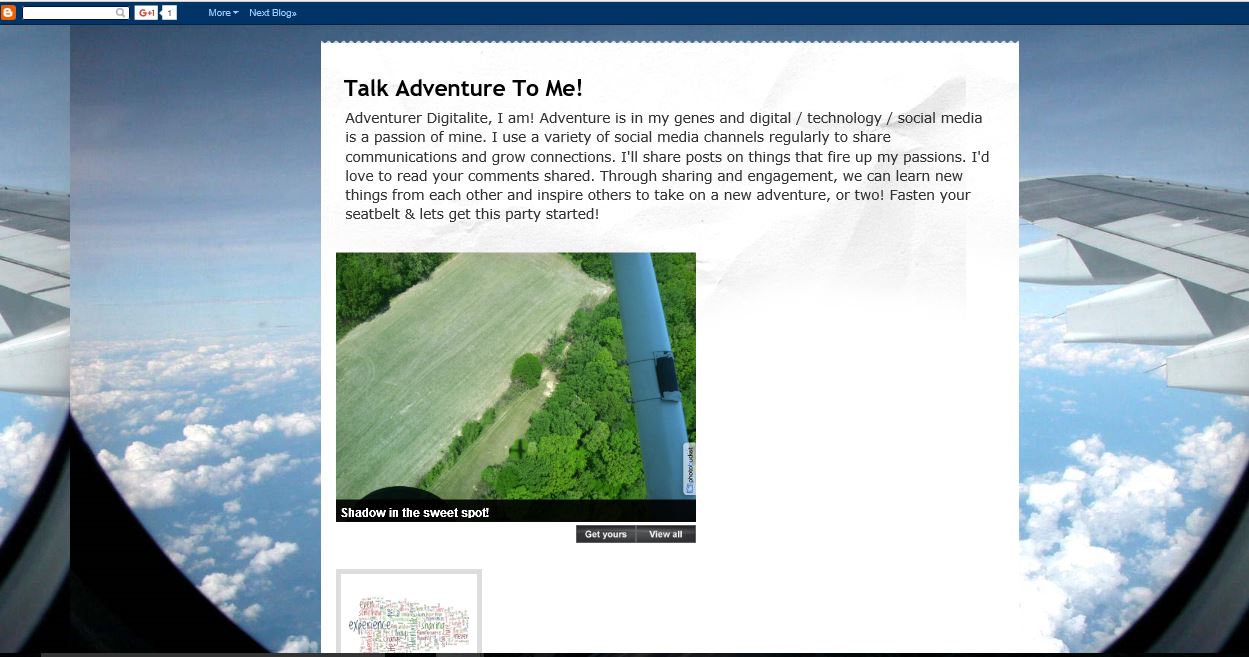 G+1 1 More Next Blog»
Talk Adventure To Me!
Adventurer Digitalite, I am! Adventure is in my genes and digital / technology / social media
is a passion of mine. I use a variety of social media channels regularly to share
communications and grow connections. I'll share posts on things that fire up my passions. I'd
love to read your comments shared. Through sharing and engagement, we can learn new
things from each other and inspire others to take on a new adventure, or two! Fasten your
seatbelt & lets get this party started!
photobucket
Shadow in the sweet spot!
Get yours View all
even
experience
sharing
never